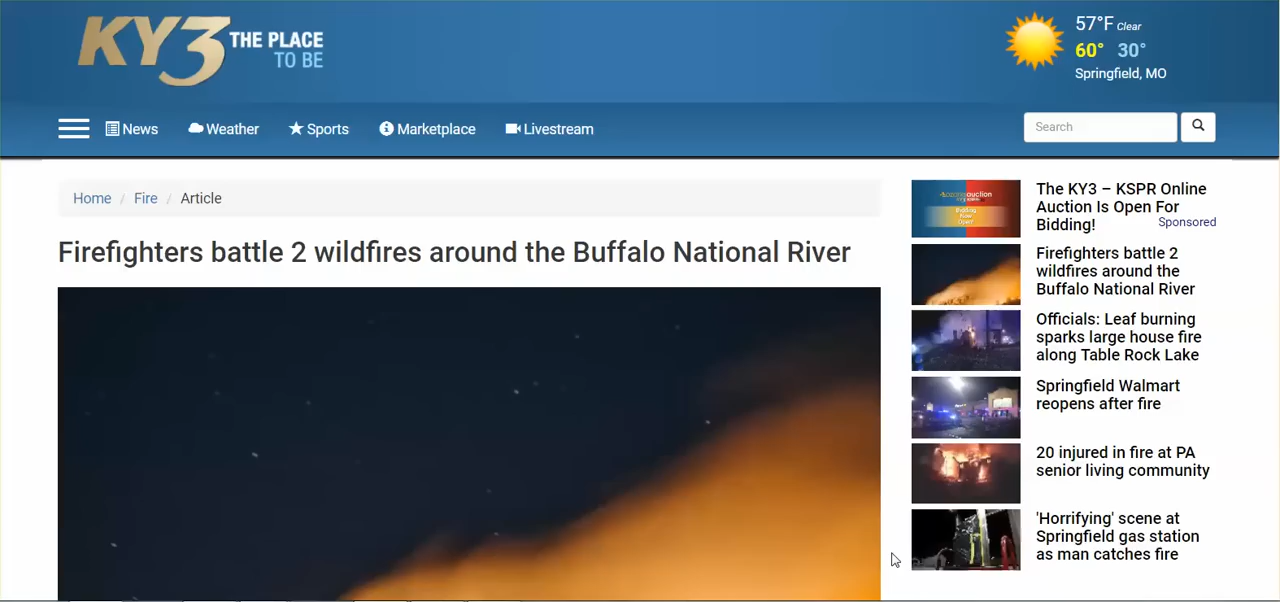 KY3 THE PLACE
TO BE
57°F Clear
60° 30°
Springfield, MO
News Weather Sports Marketplace Livestream
Search
Home / Fire / Article
Firefighters battle 2 wildfires around the Buffalo National River
The KY3 – KSPR Online
Auction Is Open For
Bidding! Sponsored
Firefighters battle 2
wildfires around the
Buffalo National River
Officials: Leaf burning
sparks large house fire
along Table Rock Lake
Springfield Walmart
reopens after fire
20 injured in fire at PA
senior living community
'Horrifying' scene at
Springfield gas station
as man catches fire